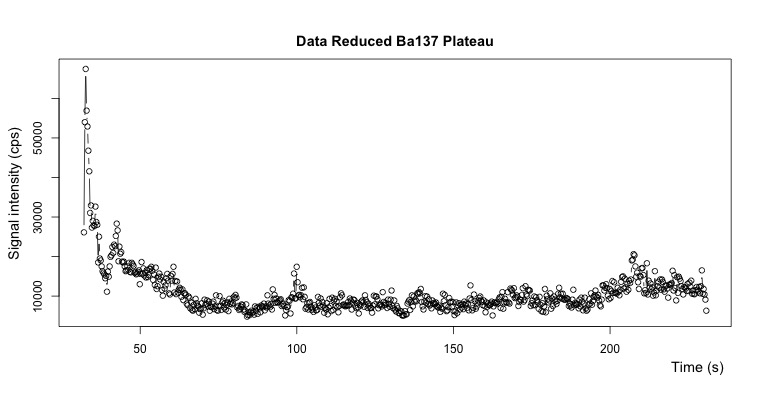 Data Reduced Ba137 Plateau
Signal intensity (cps)
50000
30000
10000
50
100
150
200
Time (s)